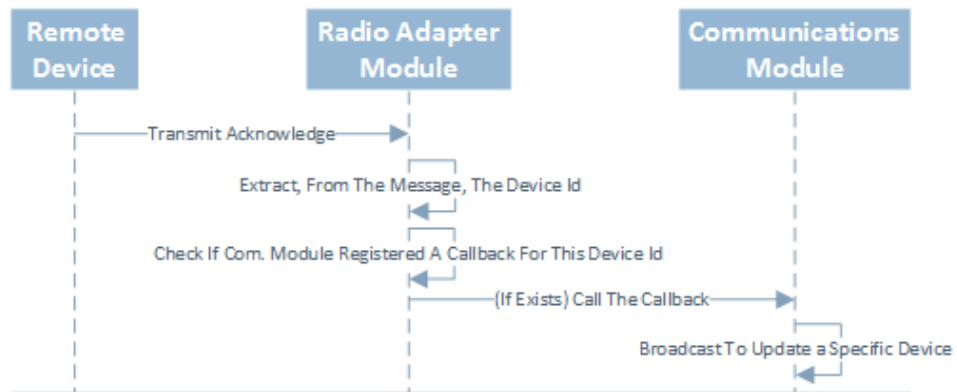 Remote
Device
Radio Adapter
Module
Communications
Module
Transmit Acknowledge
Extract, From The Message, The Device Id
Check If Com. Module Registered A Callback For This Device Id
(If Exists) Call The Callback
Broadcast To Update a Specific Device